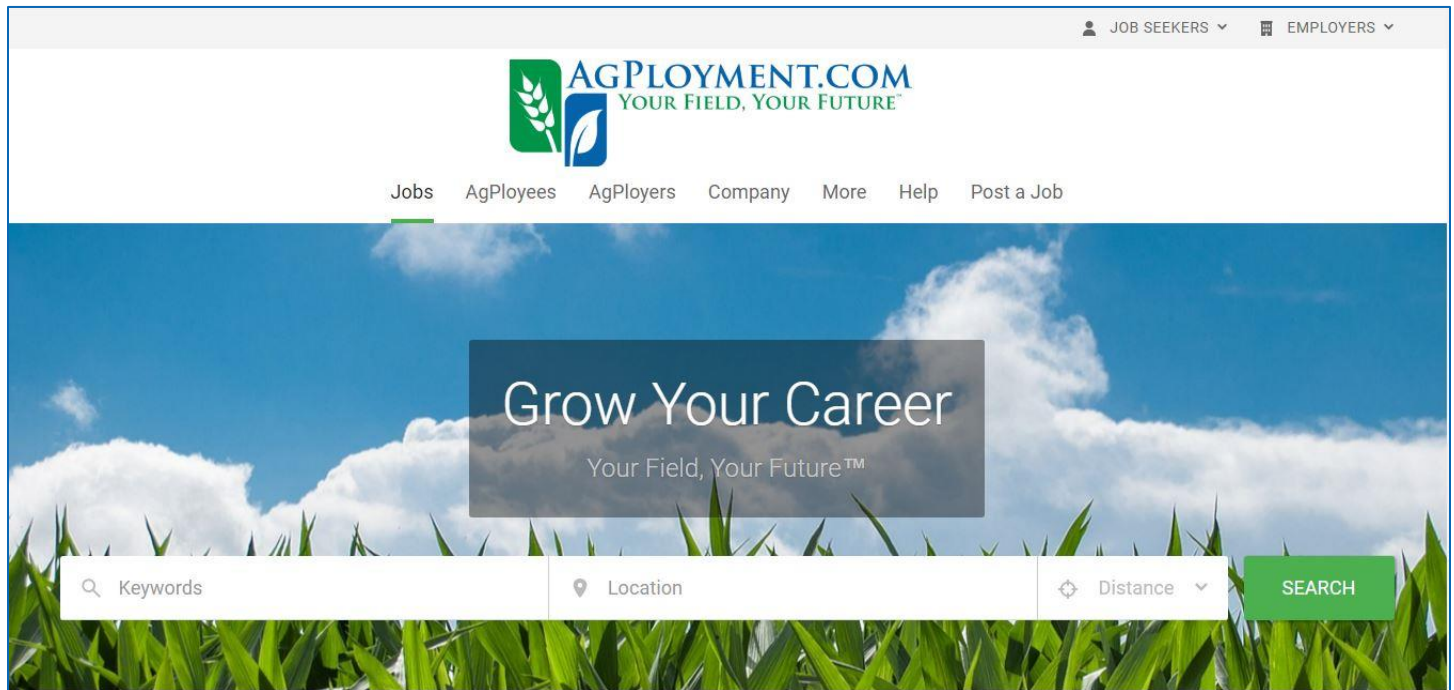 JOB SEEKERS EMPLOYERS
AGPLOYMENT.COM
YOUR FIELD, YOUR FUTURE™
Jobs AgPloyees AgPloyers Company More Help Post a Job
Grow Your Career
Your Field, Your Future™
Keywords Location Distance SEARCH